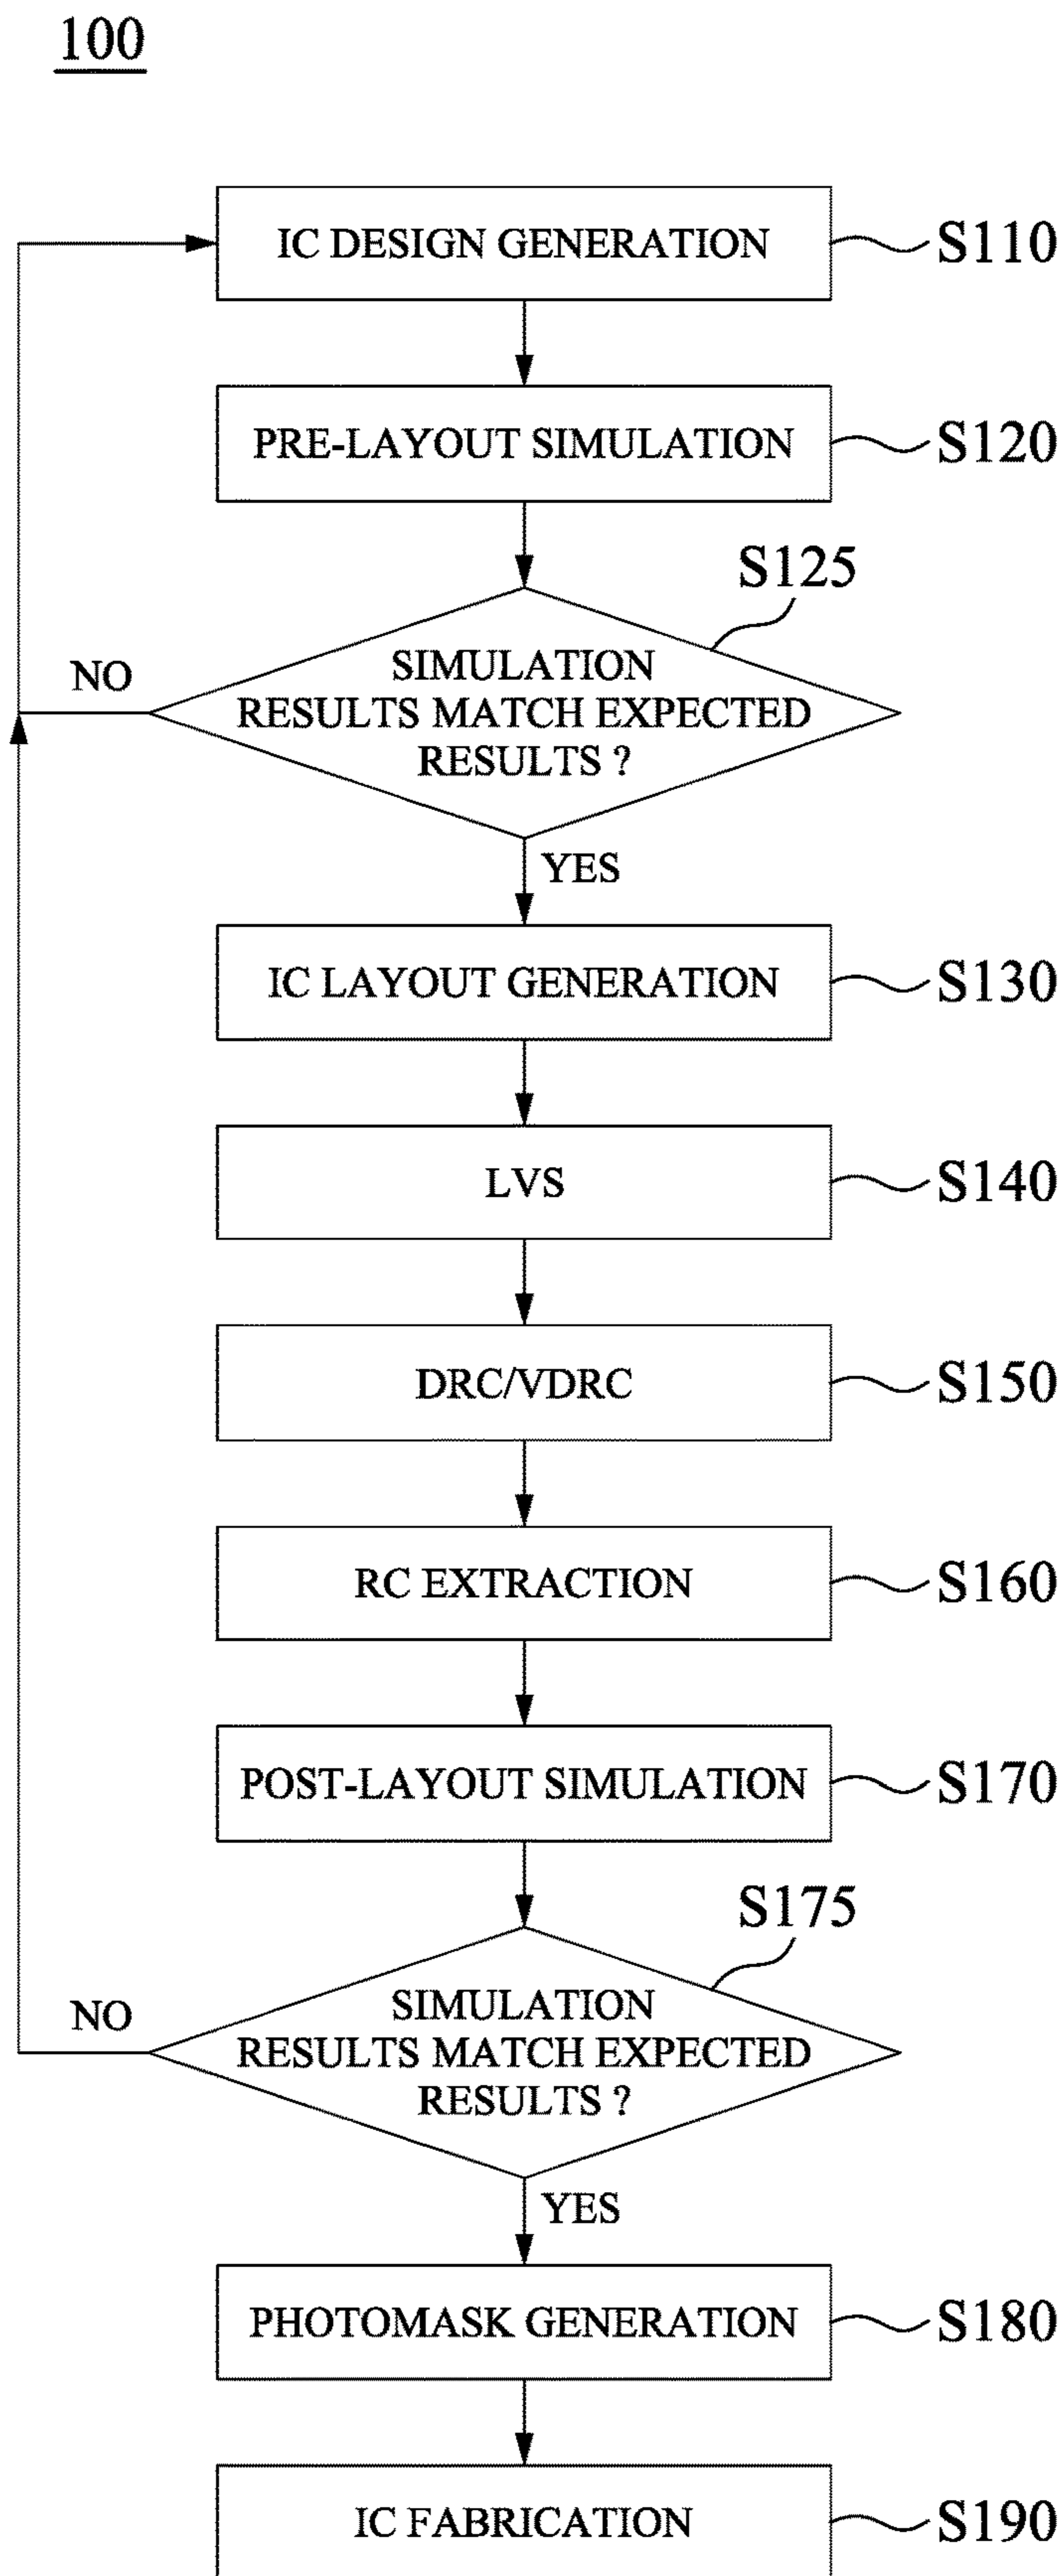 100
IC DESIGN GENERATION
S110
PRE-LAYOUT SIMULATION
S120
S125
SIMULATION
RESULTS MATCH EXPECTED
RESULTS ?
NO
YES
IC LAYOUT GENERATION
S130
LVS
S140
DRC/VDRC
S150
RC EXTRACTION
S160
POST-LAYOUT SIMULATION
S170
S175
SIMULATION
RESULTS MATCH EXPECTED
RESULTS ?
NO
YES
PHOTOMASK GENERATION
S180
IC FABRICATION
S190